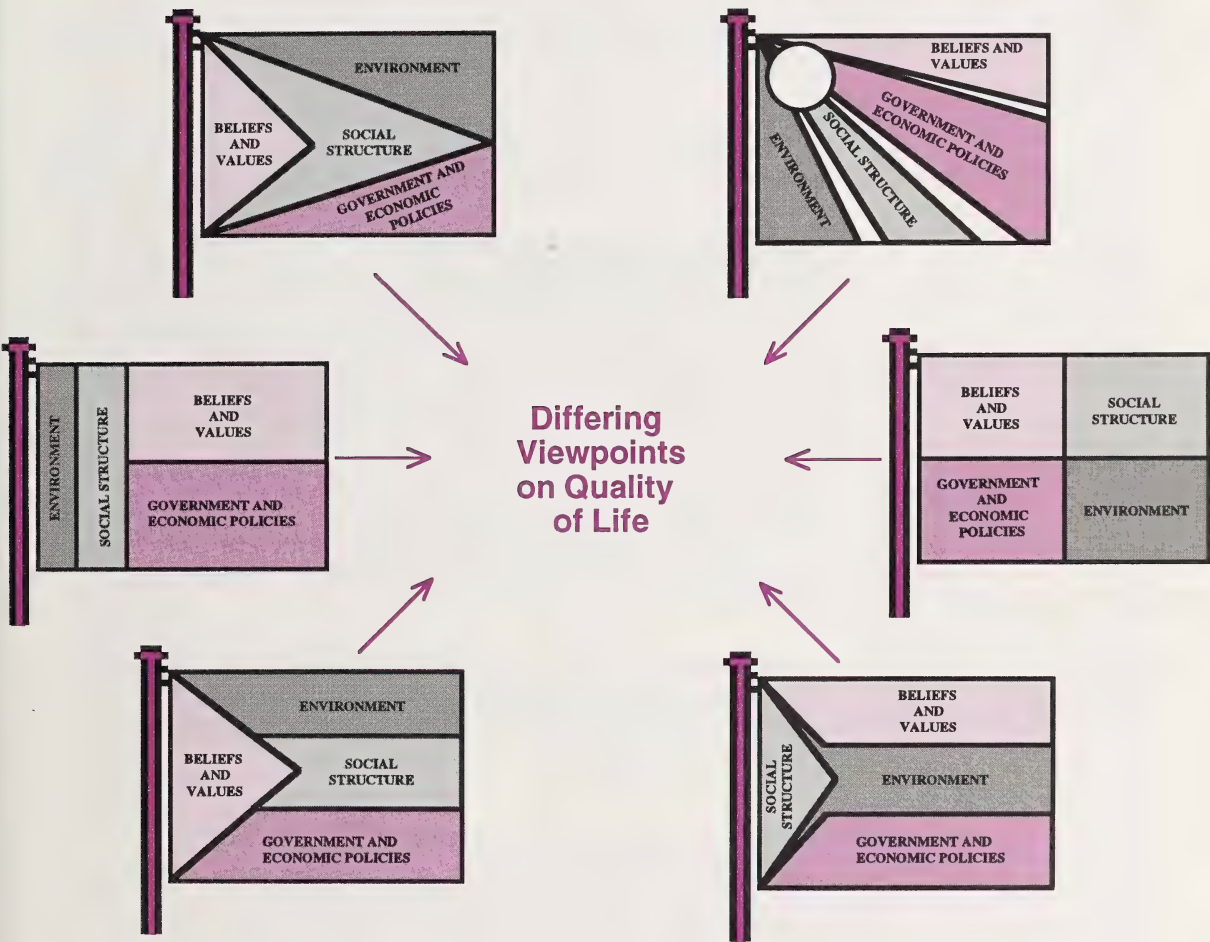 ENVIRONMENT
BELIEFS
AND
VALUES
SOCIAL
STRUCTURE
GOVERNMENT AND
ECONOMIC
POLICIES
BELIEFS AND
VALUES
GOVERNMENT AND
ECONOMIC POLICIES
SOCIAL STRUCTURE
ENVIRONMENT
ENVIRONMENT
SOCIAL STRUCTURE
BELIEFS
AND
VALUES
GOVERNMENT AND
ECONOMIC POLICIES
Differing
Viewpoints
on Quality
of Life
BELIEFS
AND
VALUES
SOCIAL
STRUCTURE
GOVERNMENT
AND
ECONOMIC
POLICIES
ENVIRONMENT
BELIEFS
AND
VALUES
ENVIRONMENT
SOCIAL
STRUCTURE
GOVERNMENT AND
ECONOMIC POLICIES
SOCIAL
STRUCTURE
BELIEFS
AND
VALUES
ENVIRONMENT
GOVERNMENT AND
ECONOMIC POLICIES